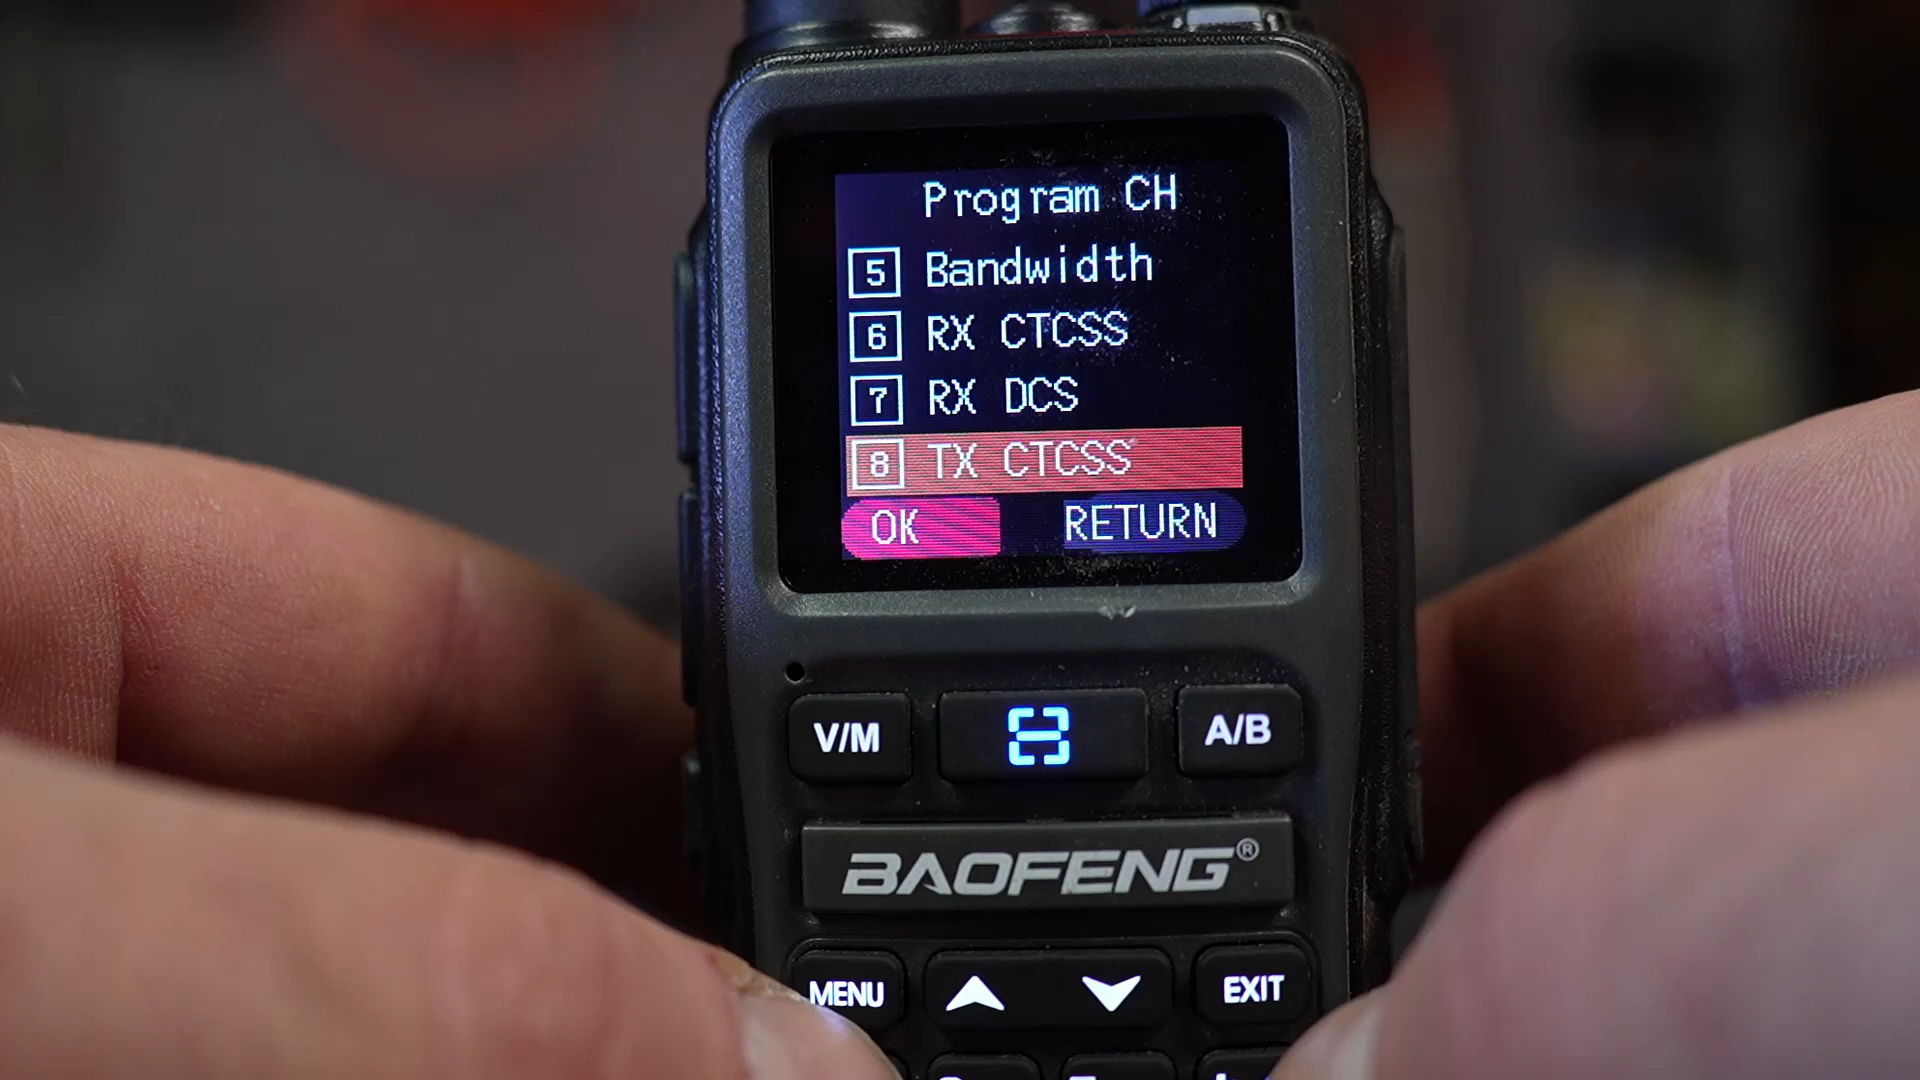 Program CH
5 Bandwidth
6 RX CTCSS
7 RX DCS
8 TX CTCSS
OK RETURN
V/M A/B
BAOFENG®
MENU EXIT